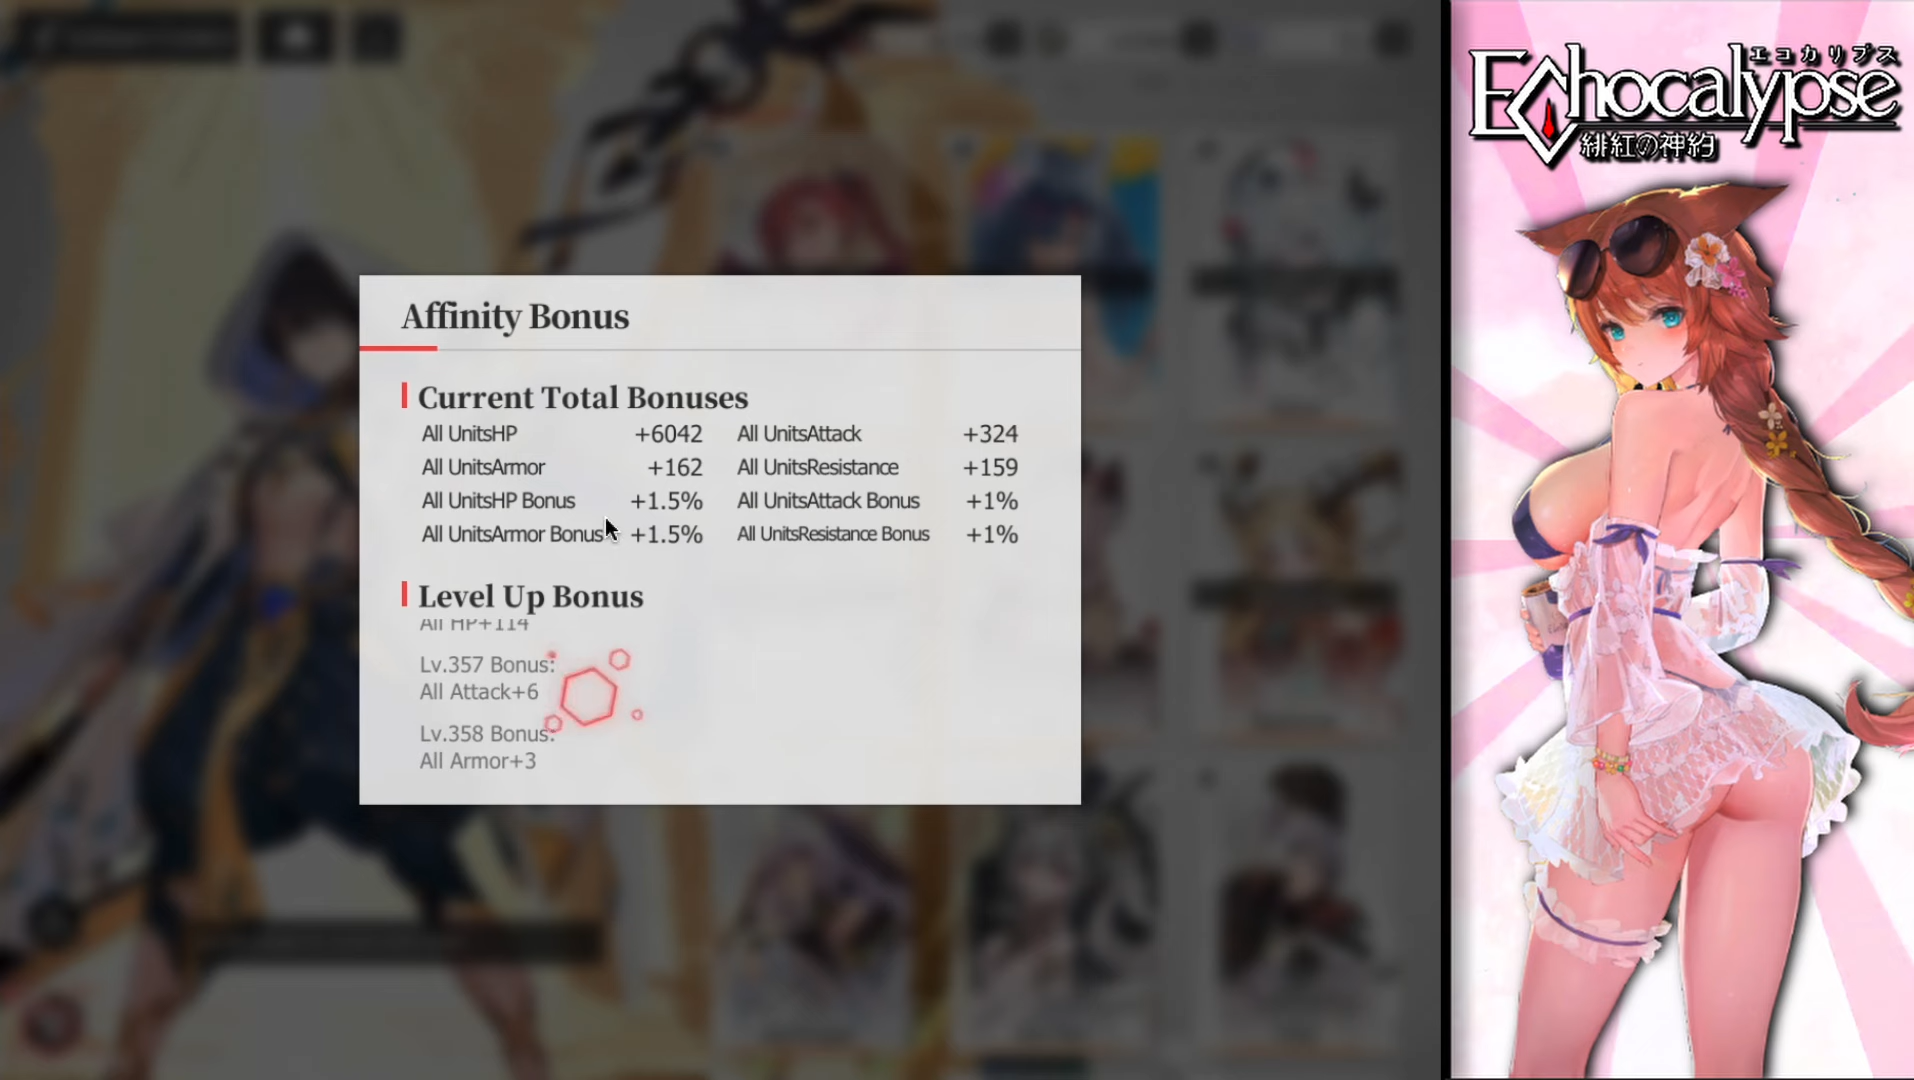 Affinity Bonus
Current Total Bonuses
All UnitsHP +6042 All UnitsAttack +324
All UnitsArmor +162 All UnitsResistance +159
All UnitsHP Bonus +1.5% All UnitsAttack Bonus +1%
All UnitsArmor Bonus +1.5% All UnitsResistance Bonus +1%
Level Up Bonus
All HP+114
Lv.357 Bonus:
All Attack+6
Lv.358 Bonus:
All Armor+3
エコカリプス
Echocalypse
緋紅の神約